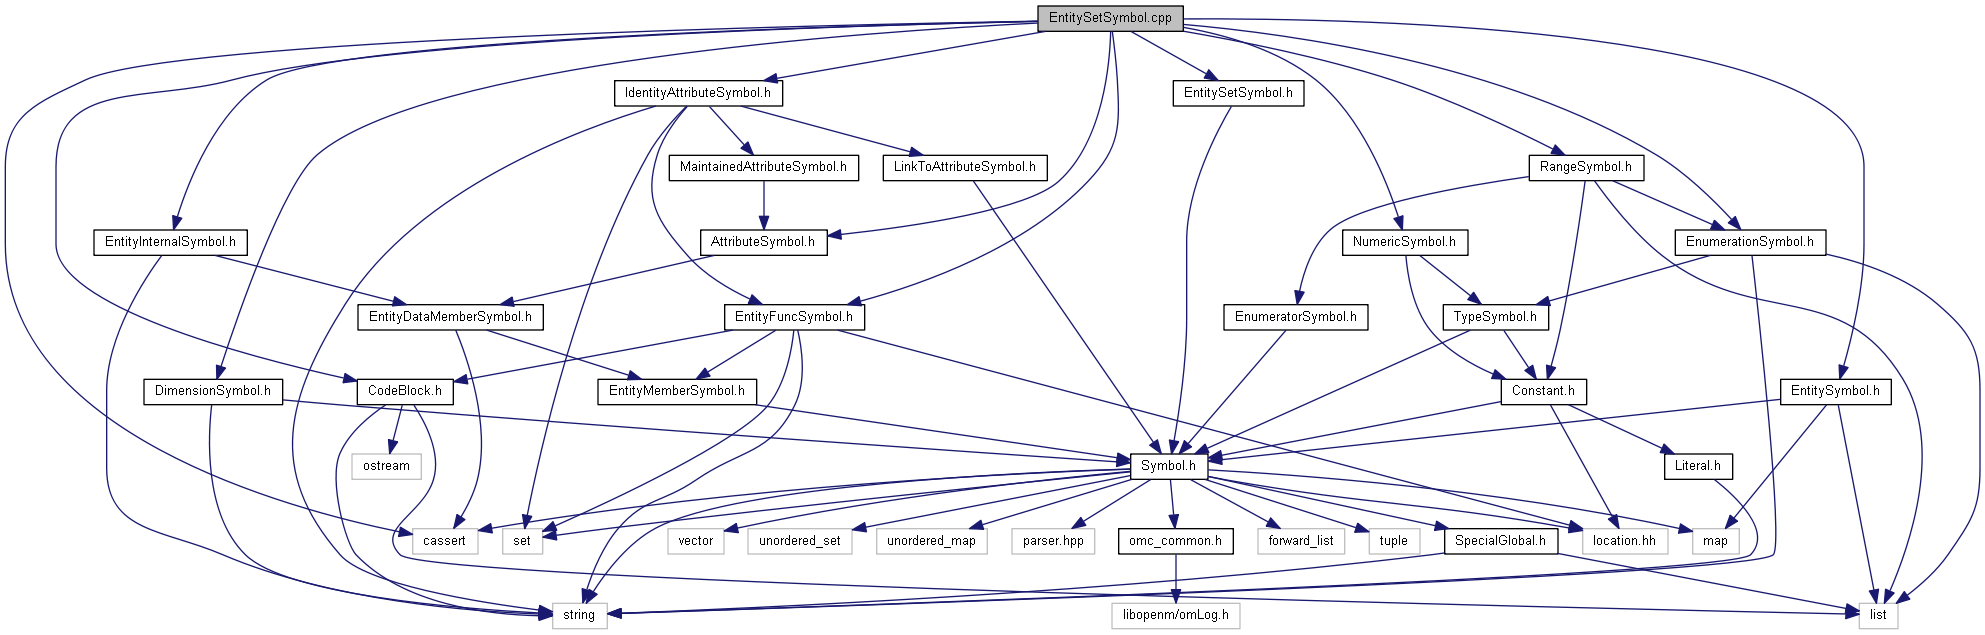 EntitySetSymbol.cpp
IdentityAttributeSymbol.h
EntitySetSymbol.h
MaintainedAttributeSymbol.h
LinkToAttributeSymbol.h
RangeSymbol.h
EntityInternalSymbol.h
AttributeSymbol.h
NumericSymbol.h
EnumerationSymbol.h
EntityDataMemberSymbol.h
EntityFuncSymbol.h
EnumeratorSymbol.h
TypeSymbol.h
DimensionSymbol.h
CodeBlock.h
EntityMemberSymbol.h
Constant.h
EntitySymbol.h
ostream
Symbol.h
Literal.h
cassert
set
vector
unordered_set
unordered_map
parser.hpp
omc_common.h
forward_list
tuple
SpecialGlobal.h
location.hh
map
string
libopenm/omLog.h
list